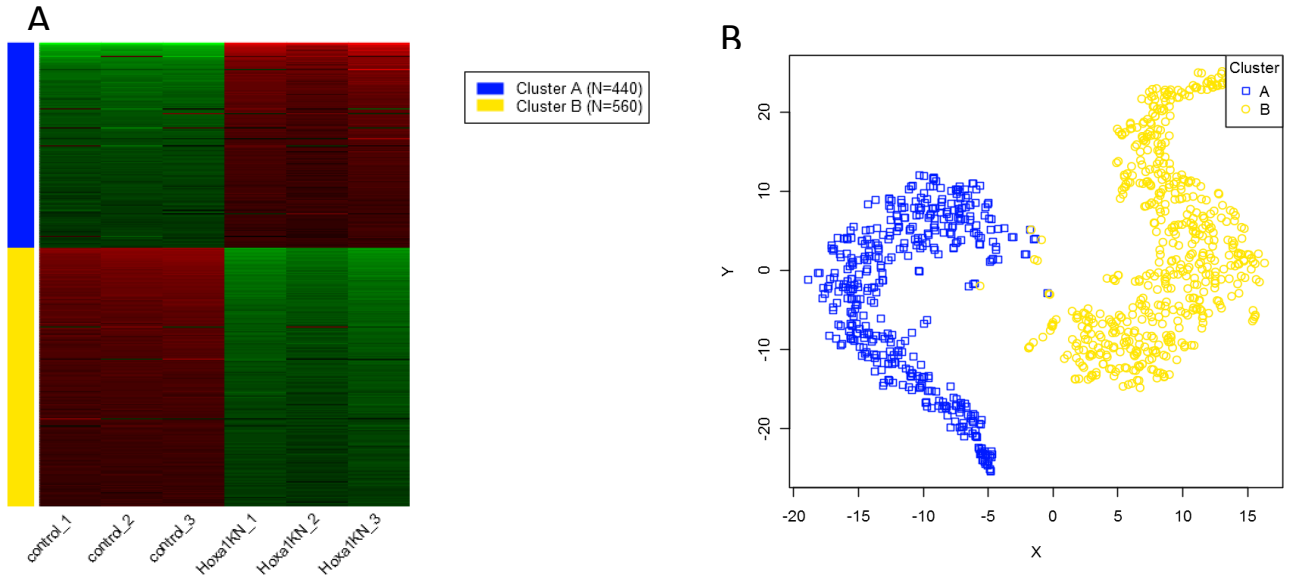 A
Cluster A (N=440)
Cluster B (N=560)
control_1
control_2
control_3
Hoxa1KN_1
Hoxa1KN_2
Hoxa1KN_3
B
Cluster
A
B
Y
20
10
0
-10
-20
-20
-15
-10
-5
0
5
10
15
X